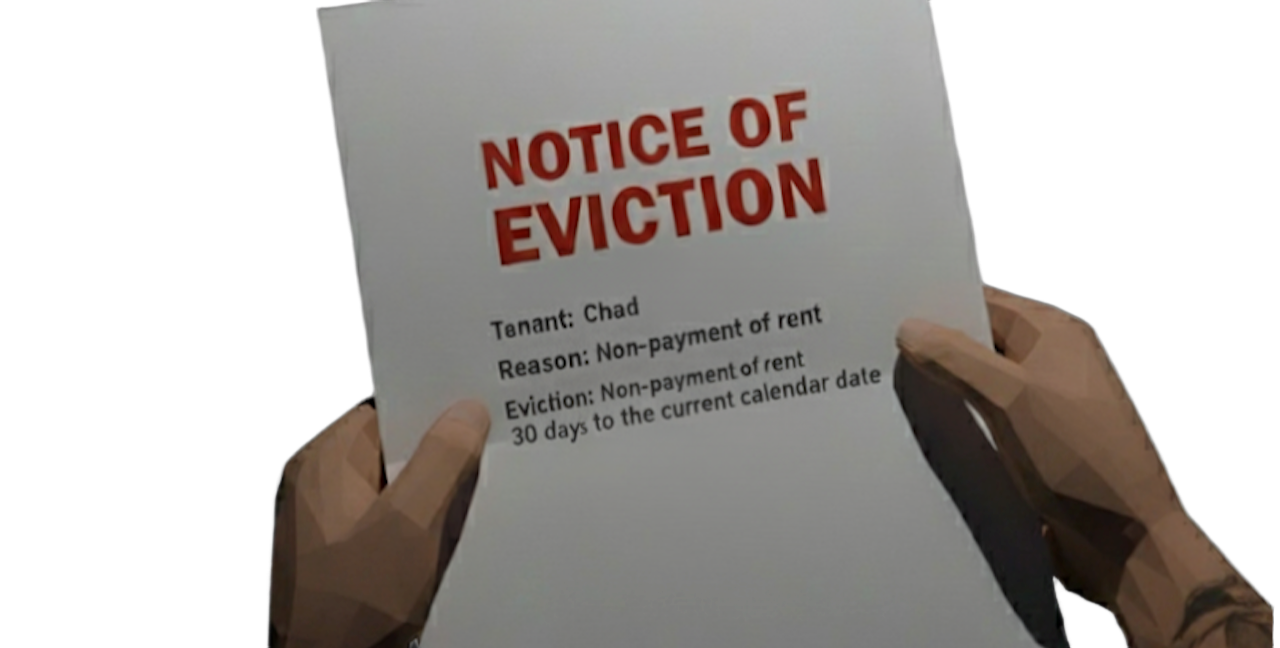 NOTICE OF
EVICTION
Tenant: Chad
Reason: Non-payment of rent
Eviction: Non-payment of rent
30 days to the current calendar date